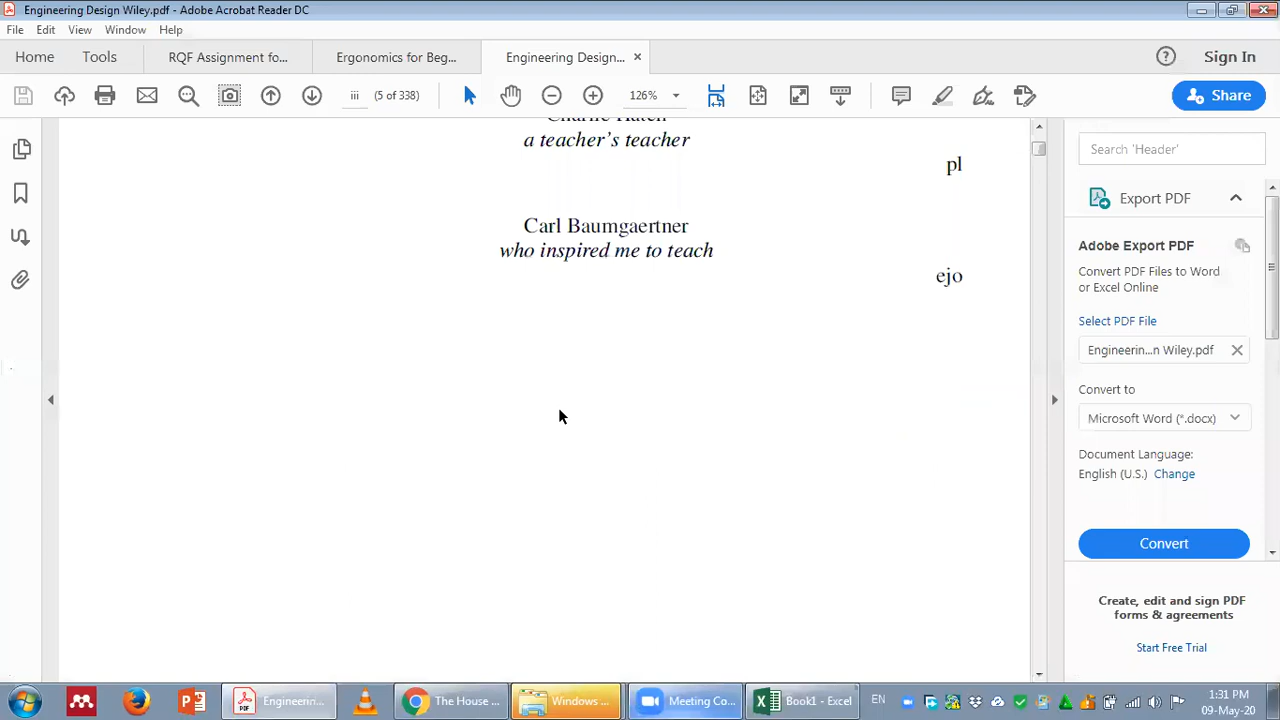 Engineering Design Wiley.pdf - Adobe Acrobat Reader DC
File Edit View Window Help
Home Tools RQF Assignment fo... Ergonomics for Beg... Engineering Design... Sign In
iii (5 of 338) 126% Share
Charlie Hatch
a teacher's teacher
pl
Carl Baumgaertner
who inspired me to teach
ejo
Search 'Header'
Export PDF
Adobe Export PDF
Convert PDF Files to Word
or Excel Online
Select PDF File
Engineerin...n Wiley.pdf
Convert to
Microsoft Word (*.docx)
Document Language:
English (U.S.) Change
Convert
Create, edit and sign PDF
forms & agreements
Start Free Trial
Engineerin... The House ... Windows ... Meeting Co... Book1 - Excel EN 1:31 PM
09-May-20